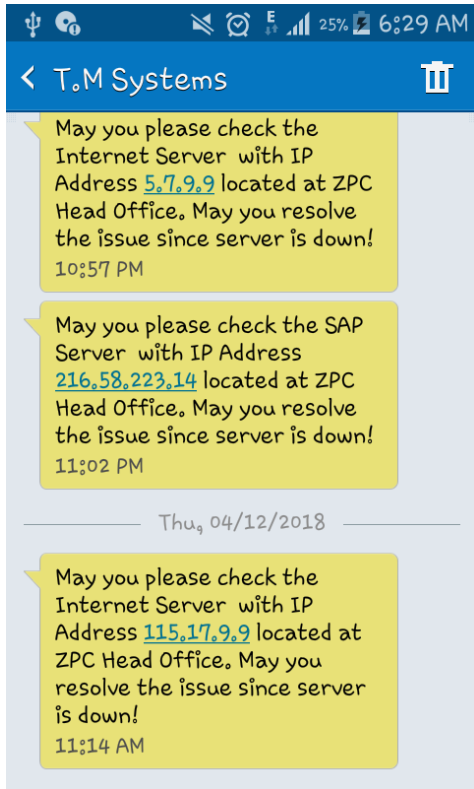 E 25% 6:29 AM
T.M Systems
May you please check the
Internet Server with IP
Address 5.7.9.9 located at ZPC
Head Office. May you resolve
the issue since server is down!
10:57 PM
May you please check the SAP
Server with IP Address
216.58.223.14 located at ZPC
Head Office. May you resolve
the issue since server is down!
11:02 PM
Thu, 04/12/2018
May you please check the
Internet Server with IP
Address 115.17.9.9 located at
ZPC Head Office. May you
resolve the issue since server
is down!
11:14 AM